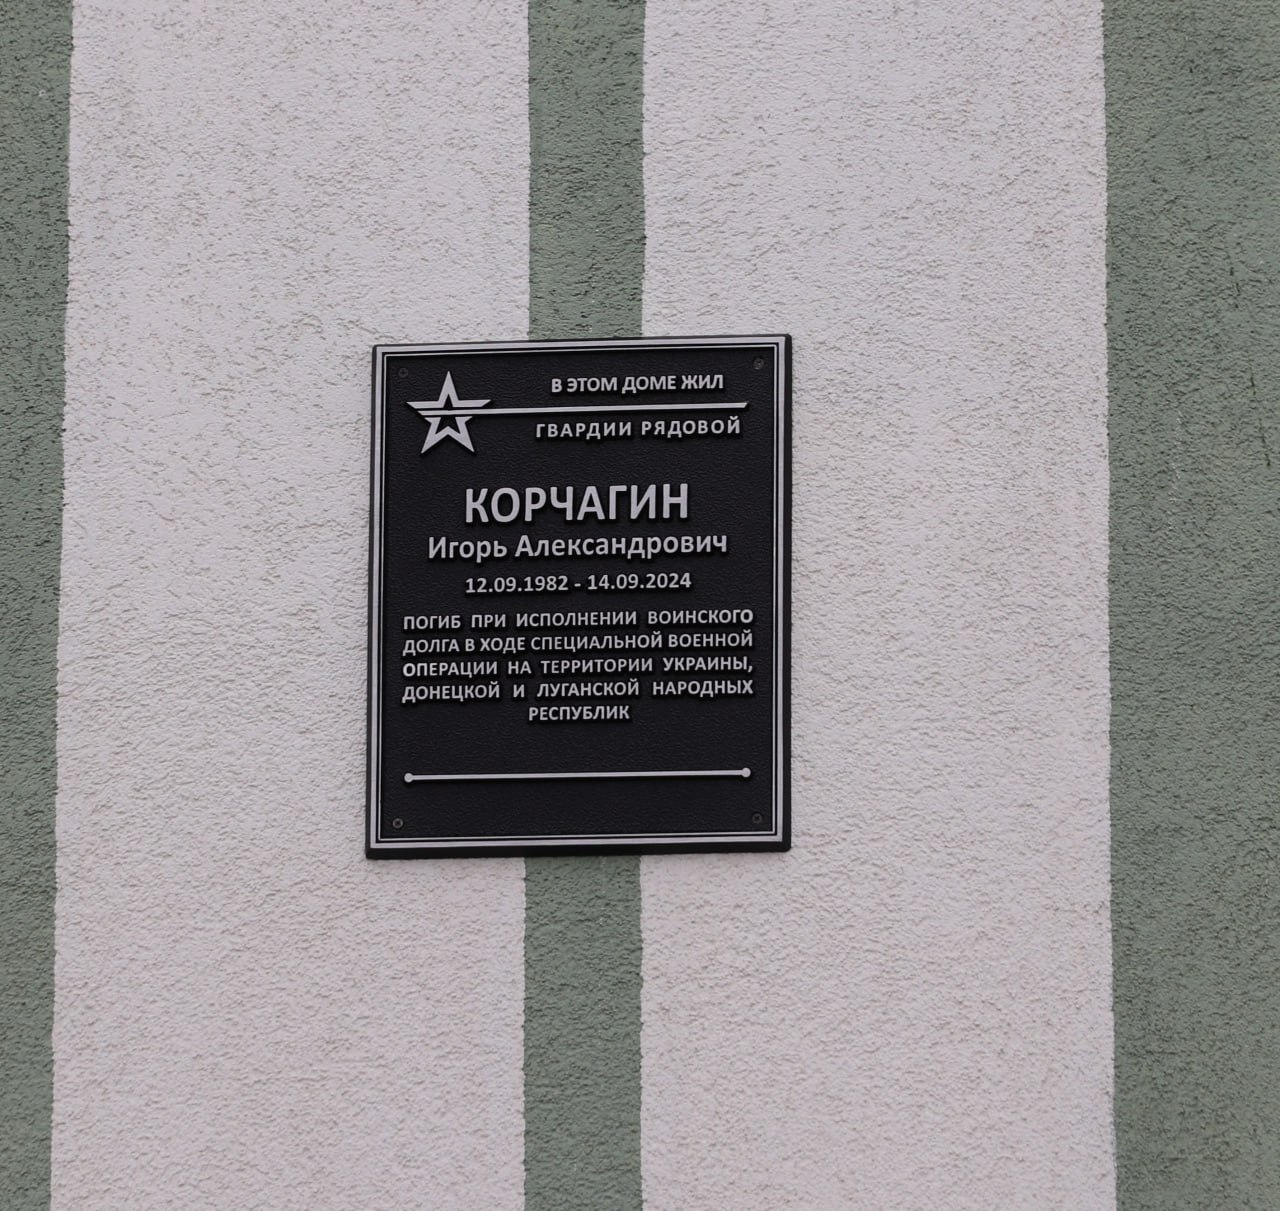 В ЭТОМ ДОМЕ ЖИЛ
ГВАРДИИ РЯДОВОЙ
КОРЧАГИН
Игорь Александрович
12.09.1982 - 14.09.2024
ПОГИБ ПРИ ИСПОЛНЕНИИ ВОИНСКОГО
ДОЛГА В ХОДЕ СПЕЦИАЛЬНОЙ ВОЕННОЙ
ОПЕРАЦИИ НА ТЕРРИТОРИИ УКРАИНЫ,
ДОНЕЦКОЙ И ЛУГАНСКОЙ НАРОДНЫХ
РЕСПУБЛИК